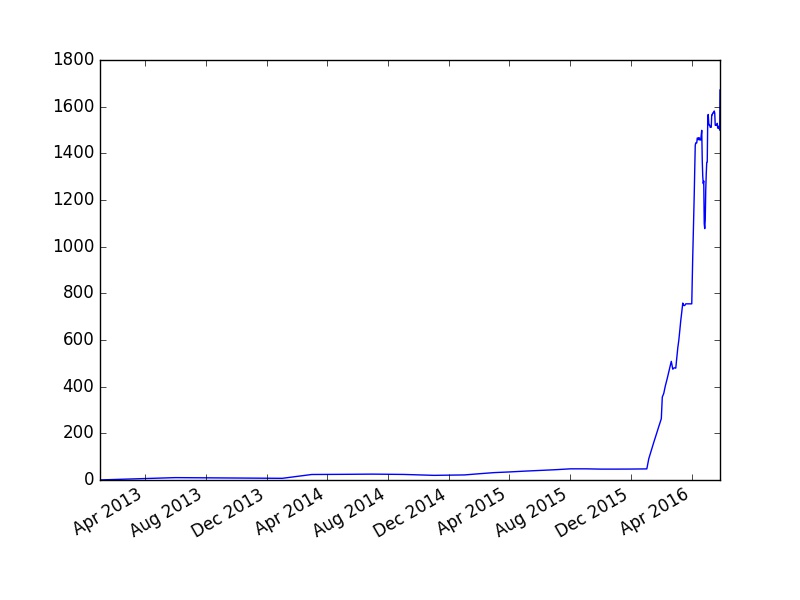 1800
1600
1400
1200
1000
800
600
400
200
0
Apr 2013
Aug 2013
Dec 2013
Apr 2014
Aug 2014
Dec 2014
Apr 2015
Aug 2015
Dec 2015
Apr 2016